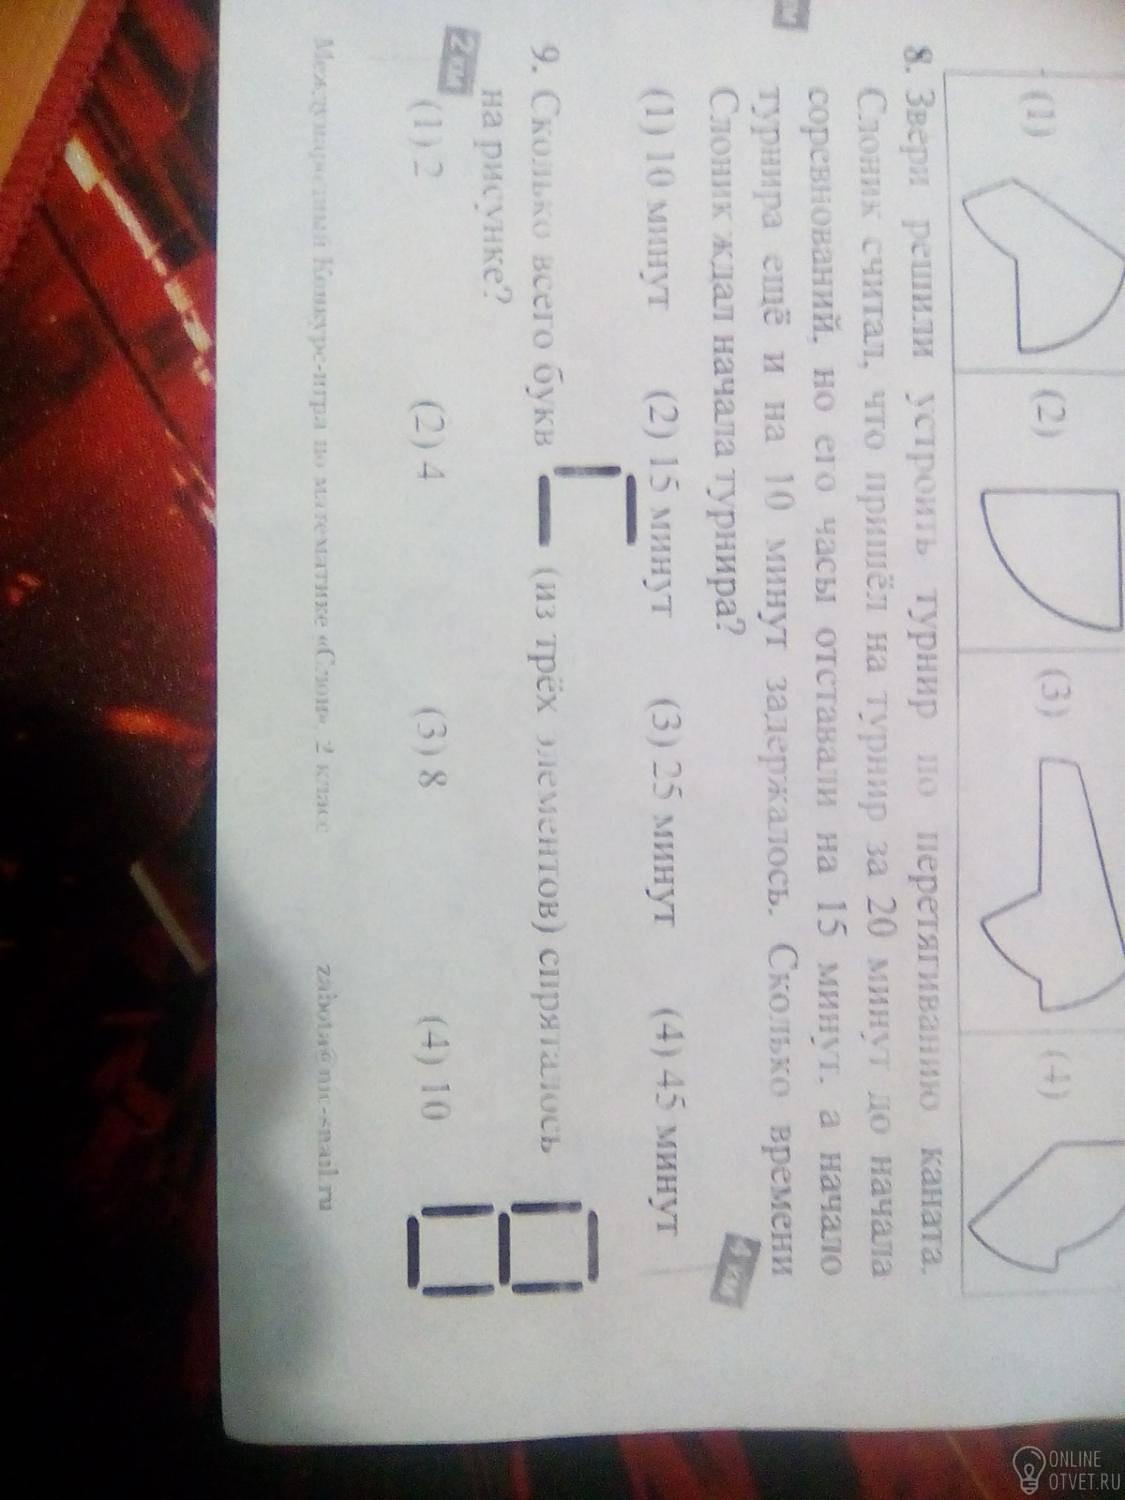 (1) (2) (3) (4)
8. Звери решили устроить турнир по перетягиванию каната.
Слоник считал, что пришёл на турнир за 20 минут до начала
соревнований, но его часы отставали на 15 минут, а начало
турнира ещё и на 10 минут задержалось. Сколько времени
Слоник ждал начала турнира?
(1) 10 минут (2) 15 минут (3) 25 минут (4) 45 минут
9. Сколько всего букв (из трёх элементов) спряталось
на рисунке?
(1) 2 (2) 4 (3) 8 (4) 10
Международный Конкурс-игра по математике «Слон», 2 класс zabota@nic-snail.ru
ONLINE
OTVET.RU